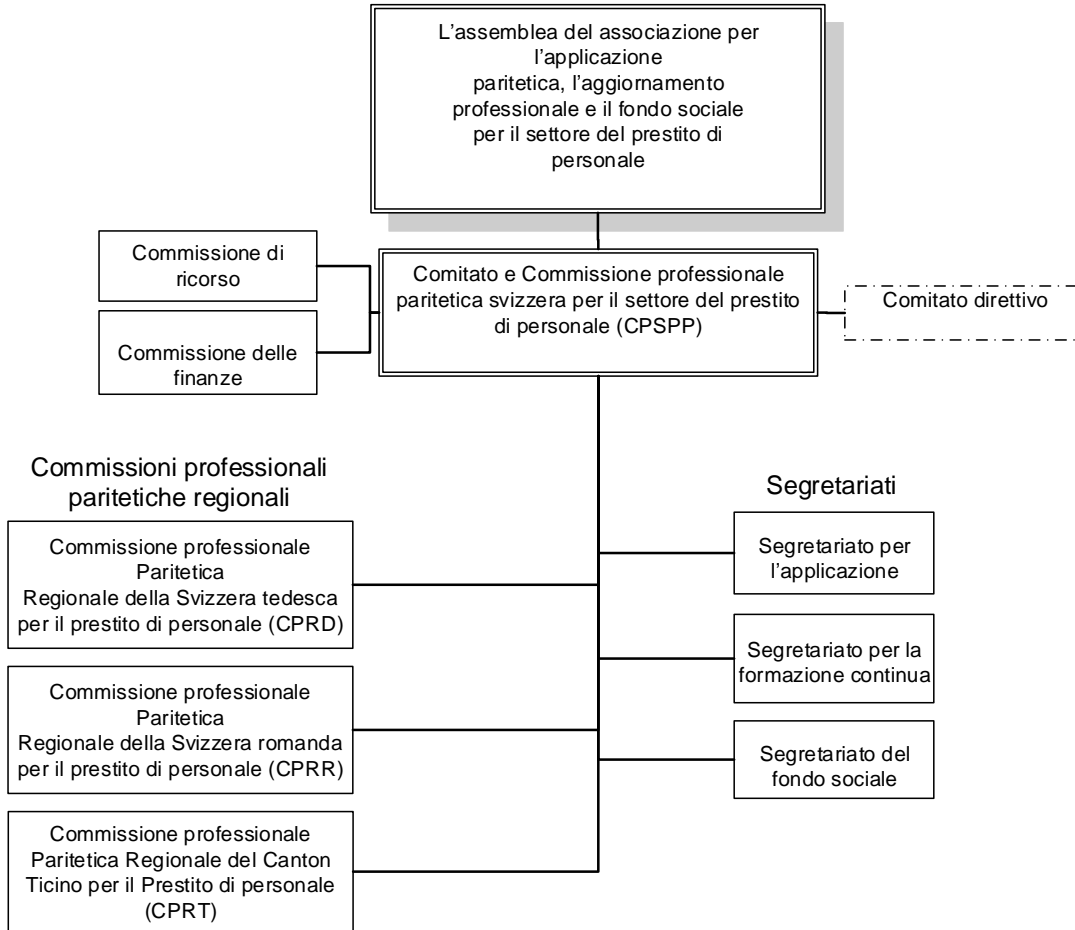 L'assemblea del associazione per
l'applicazione
paritetica, l'aggiornamento
professionale e il fondo sociale
per il settore del prestito di
personale
Commissione di
ricorso
Commissione delle
finanze
Comitato e Commissione professionale
paritetica svizzera per il settore del prestito
di personale (CPSPP)
Comitato direttivo
Commissioni professionali
paritetiche regionali
Commissione professionale
Paritetica
Regionale della Svizzera tedesca
per il prestito di personale (CPRD)
Commissione professionale
Paritetica
Regionale della Svizzera romanda
per il prestito di personale (CPRR)
Commissione professionale
Paritetica Regionale del Canton
Ticino per il Prestito di personale
(CPRT)
Segretariati
Segretariato per
l'applicazione
Segretariato per la
formazione continua
Segretariato del
fondo sociale